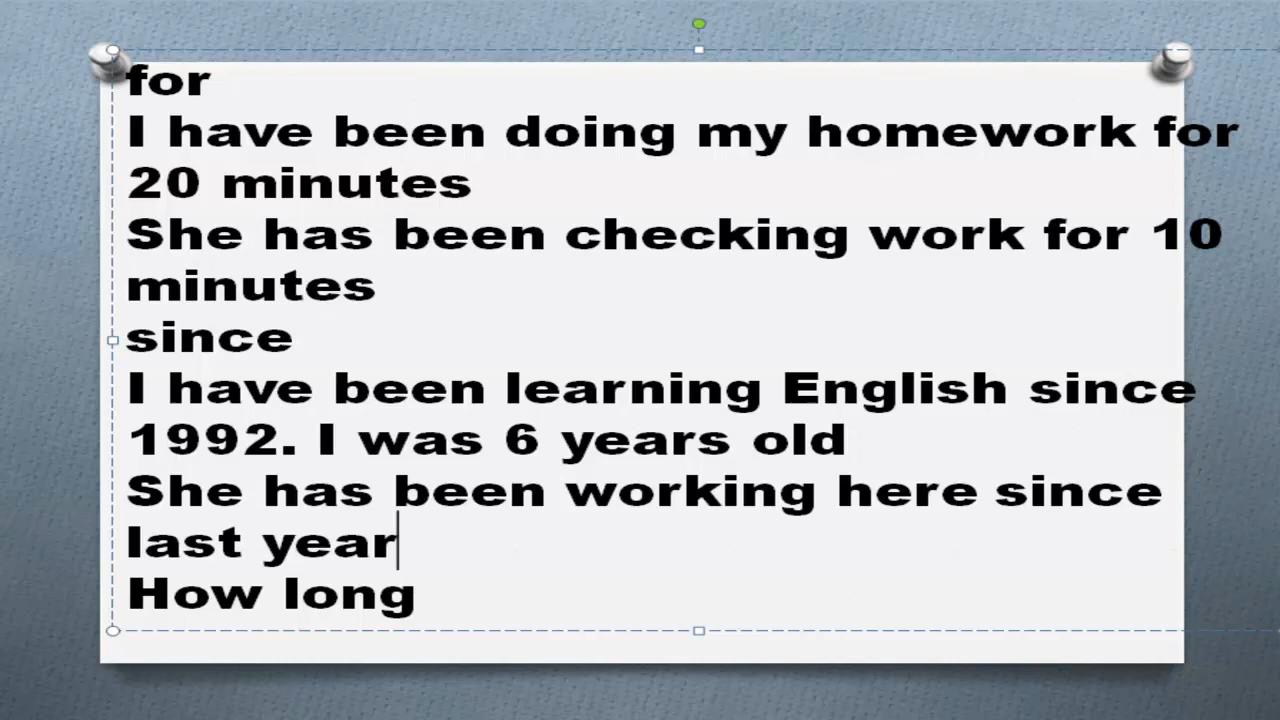 for
I have been doing my homework for
20 minutes
She has been checking work for 10
minutes
since
I have been learning English since
1992. I was 6 years old
She has been working here since
last year
How long